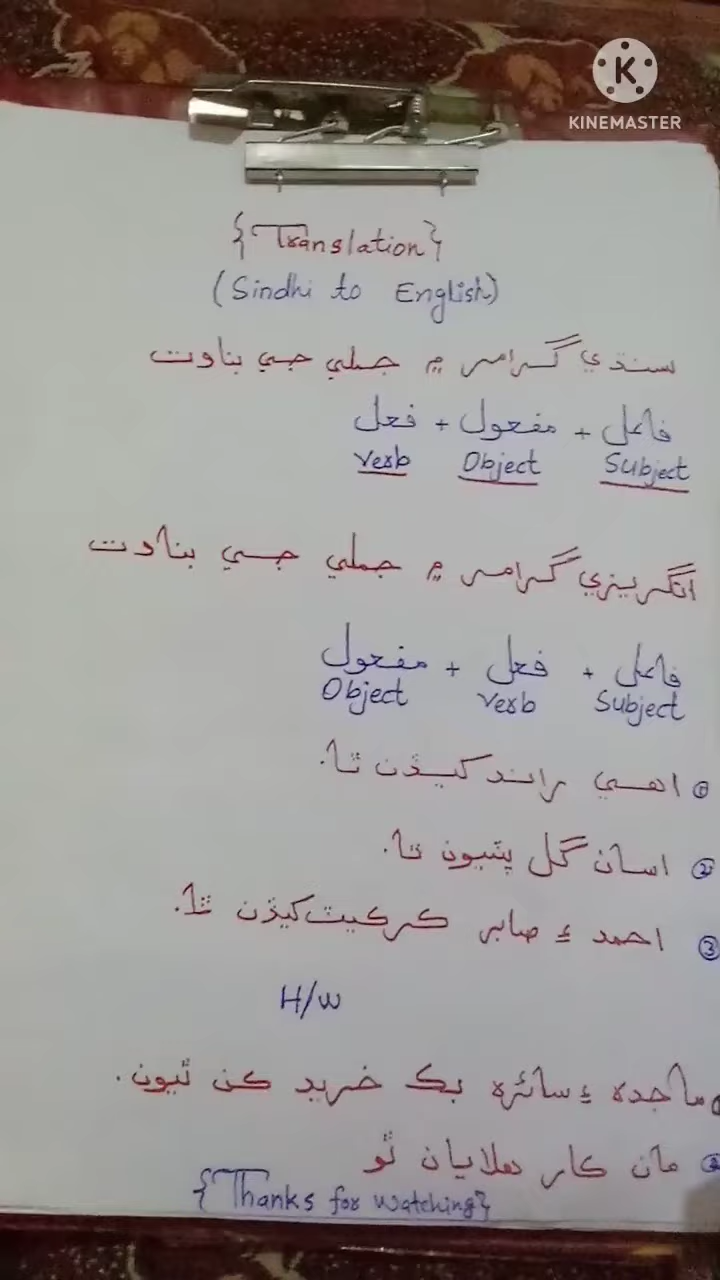 K
KINEMASTER
{Translation}
(Sindhi to English)
سنڌي گرامر ۾ جملي جي بناوت
فاعل + مفعول + فعل
Subject Object Verb
انگريزي گرامر ۾ جملي جي بناوت
فاعل + فعل + مفعول
Subject Verb Object
① اهي راند کيڏن ٿا.
② اسان گل پٽيون ٿا.
③ احمد ۽ صابر ڪرڪيٽ کيڏن ٿا.
H/W
ماجده ۽ سائره بڪ خريد ڪن ٿيون.
② مان ڪار هلايان ٿو
{Thanks for watching}